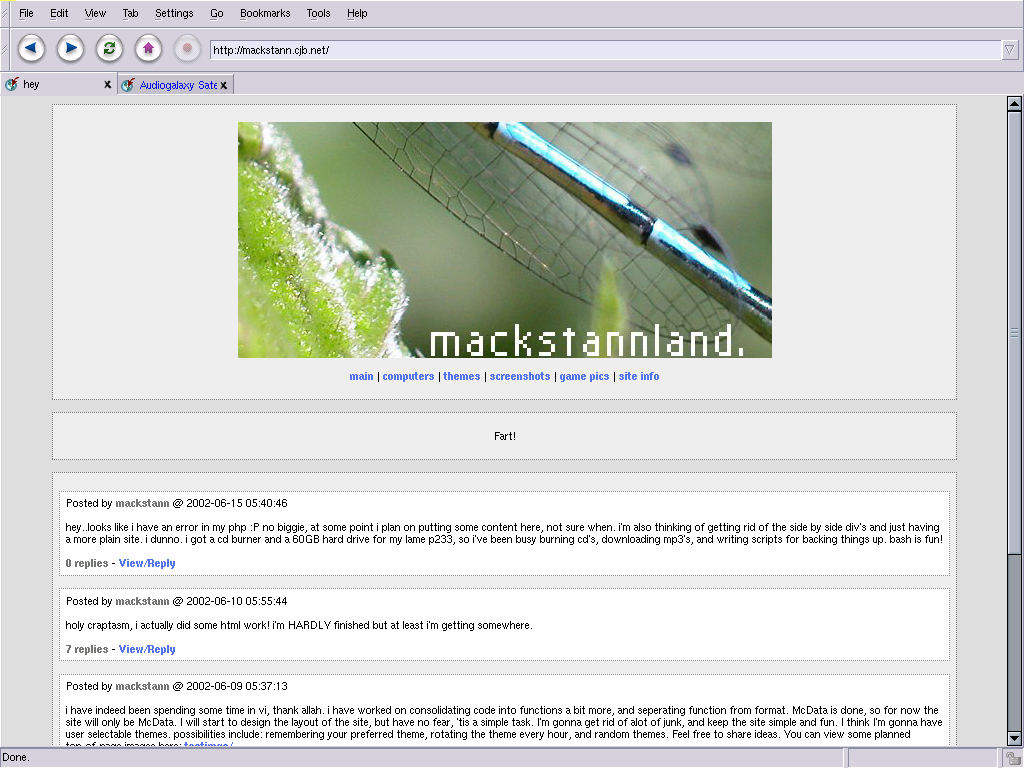 File Edit View Tab Settings Go Bookmarks Tools Help
http://mackstann.cjb.net/
hey x Audiogalaxy Sate x
mackstannland.
main | computers | themes | screenshots | game pics | site info
Fart!
Posted by mackstann @ 2002-06-15 05:40:46
hey..looks like i have an error in my php :P no biggie, at some point i plan on putting some content here, not sure when. i'm also thinking of getting rid of the side by side div's and just having
a more plain site. i dunno. i got a cd burner and a 60GB hard drive for my lame p233, so i've been busy burning cd's, downloading mp3's, and writing scripts for backing things up. bash is fun!
0 replies - View/Reply
Posted by mackstann @ 2002-06-10 05:55:44
holy craptasm, i actually did some html work! i'm HARDLY finished but at least i'm getting somewhere.
7 replies - View/Reply
Posted by mackstann @ 2002-06-09 05:37:13
i have indeed been spending some time in vi, thank allah. i have worked on consolidating code into functions a bit more, and seperating function from format. McData is done, so for now the
site will only be McData. I will start to design the layout of the site, but have no fear, 'tis a simple task. I'm gonna get rid of alot of junk, and keep the site simple and fun. I think I'm gonna have
user selectable themes. possibilities include: remembering your preferred theme, rotating the theme every hour, and random themes. Feel free to share ideas. You can view some planned
top-of-page images here:
Done.